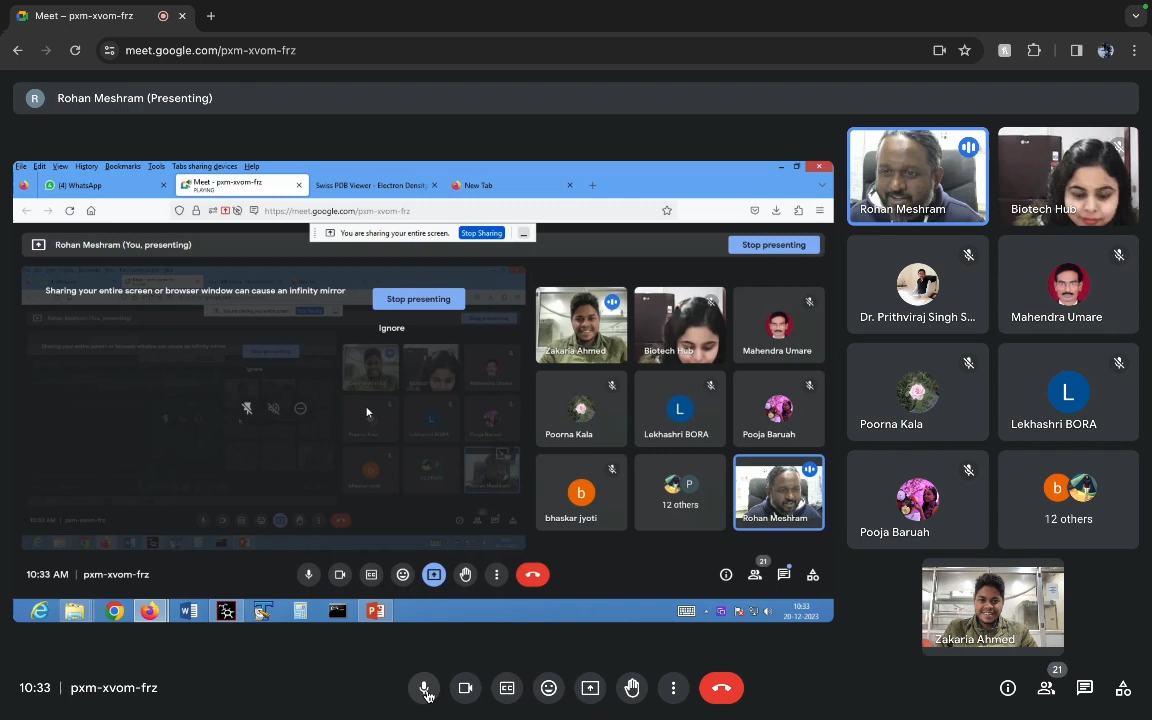 Meet – pxm-xvom-frz
meet.google.com/pxm-xvom-frz
R
Rohan Meshram (Presenting)
File Edit View History Bookmarks Tools Tabs sharing devices Help
(4) WhatsApp
Meet - pxm-xvom-frz
PLAYING
Swiss PDB Viewer - Electron Densit
New Tab
https://meet.google.com/pxm-xvom-frz
You are sharing your entire screen.
Stop Sharing
Rohan Meshram (You, presenting)
Stop presenting
Sharing your entire screen or browser window can cause an infinity mirror
Stop presenting
Ignore
Zakaria Ahmed
Biotech Hub
Mahendra Umare
Poorna Kala
L
Lekhashri BORA
Pooja Baruah
b
bhaskar jyoti
P
12 others
Rohan Meshram
10:33 AM | pxm-xvom-frz
21
10:33
20-12-2023
Rohan Meshram
Biotech Hub
Dr. Prithviraj Singh S...
Mahendra Umare
Poorna Kala
L
Lekhashri BORA
Pooja Baruah
b
12 others
Zakaria Ahmed
10:33 | pxm-xvom-frz
21